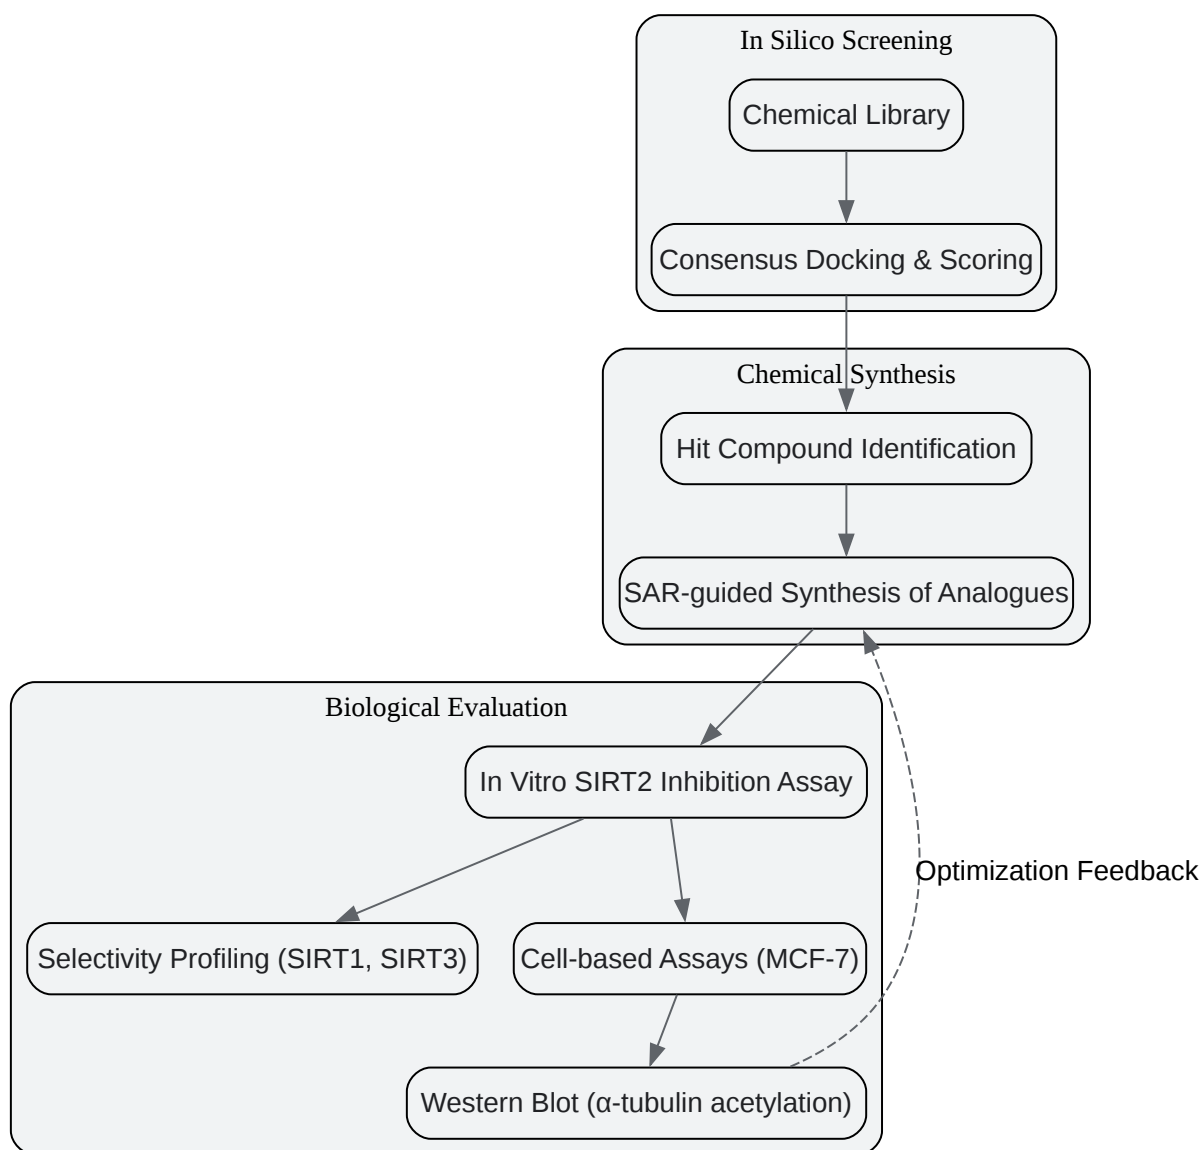 In Silico Screening
Chemical Library
Consensus Docking & Scoring
Chemical Synthesis
Hit Compound Identification
SAR-guided Synthesis of Analogues
Biological Evaluation
In Vitro SIRT2 Inhibition Assay
Optimization Feedback
Selectivity Profiling (SIRT1, SIRT3)
Cell-based Assays (MCF-7)
Western Blot (α-tubulin acetylation)